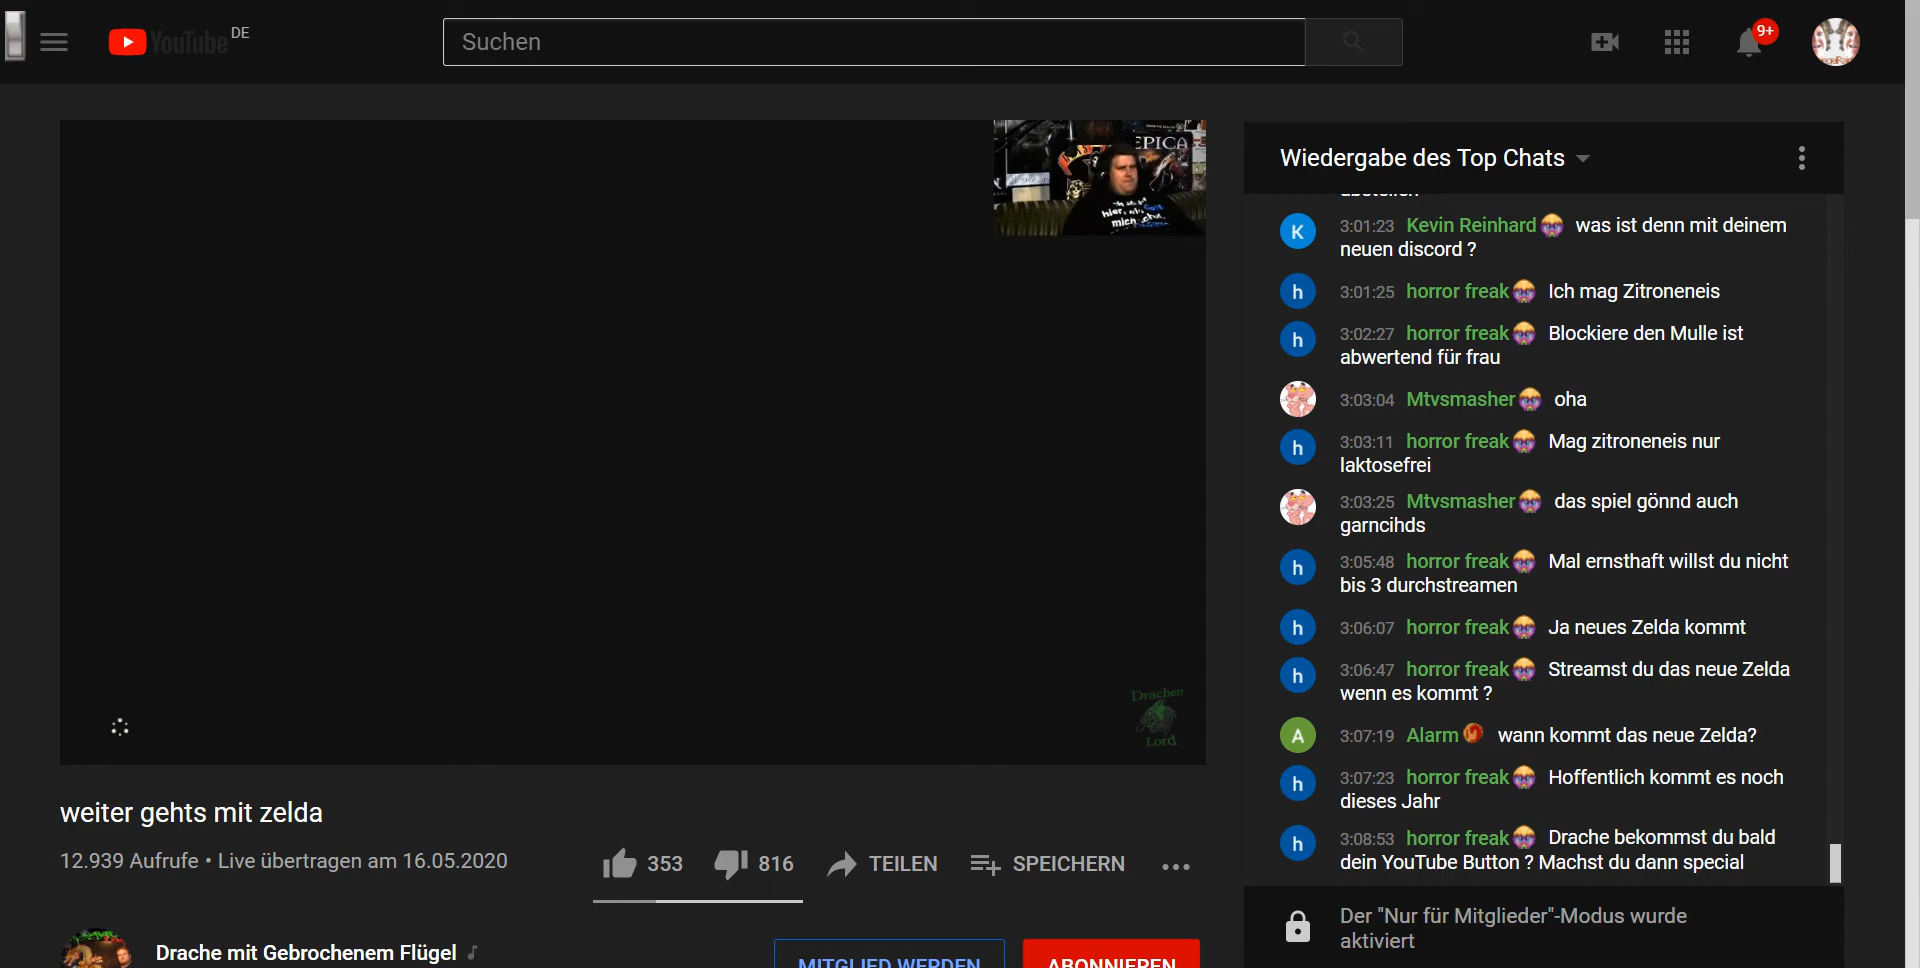 YouTube DE
Suchen
9+
EPICA
hier,
mich
Drachen
Lord
weiter gehts mit zelda
12.939 Aufrufe • Live übertragen am 16.05.2020
353 816 TEILEN SPEICHERN
Drache mit Gebrochenem Flügel
MITGLIED WERDEN ABONNIEREN
Wiedergabe des Top Chats
abstellen
K 3:01:23 Kevin Reinhard was ist denn mit deinem
neuen discord ?
h 3:01:25 horror freak Ich mag Zitroneneis
h 3:02:27 horror freak Blockiere den Mulle ist
abwertend für frau
3:03:04 Mtvsmasher oha
h 3:03:11 horror freak Mag zitroneneis nur
laktosefrei
3:03:25 Mtvsmasher das spiel gönnd auch
garncihds
h 3:05:48 horror freak Mal ernsthaft willst du nicht
bis 3 durchstreamen
h 3:06:07 horror freak Ja neues Zelda kommt
h 3:06:47 horror freak Streamst du das neue Zelda
wenn es kommt ?
A 3:07:19 Alarm wann kommt das neue Zelda?
h 3:07:23 horror freak Hoffentlich kommt es noch
dieses Jahr
h 3:08:53 horror freak Drache bekommst du bald
dein YouTube Button ? Machst du dann special
Der "Nur für Mitglieder"-Modus wurde
aktiviert